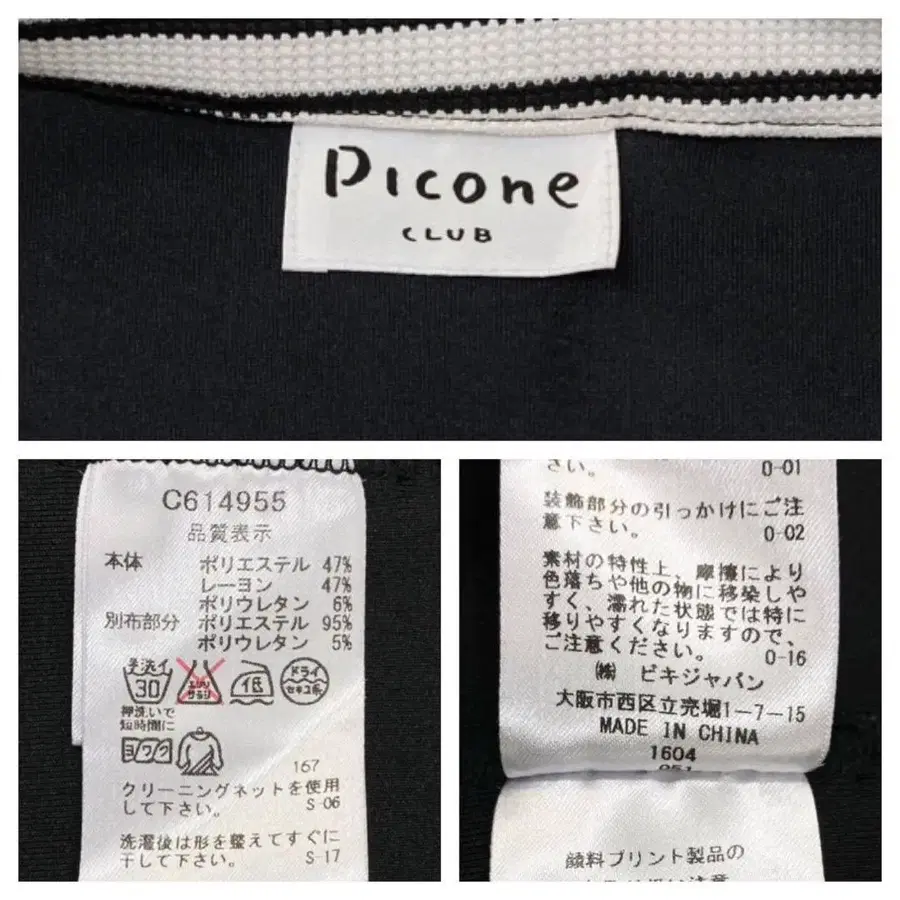 Picone
CLUB
C614955
品質表示
本体 ポリエステル 47%
レーヨン 47%
ポリウレタン 6%
別布部分 ポリエステル 95%
ポリウレタン 5%
手洗イ
30
エンソ
サラシ
低
ドライ
セキユ系
押洗いで
短時間に
ヨワク
167
クリーニングネットを使用
して下さい。 S-06
洗濯後は形を整えてすぐに
干して下さい。 S-17
さい。 0-01
装飾部分の引っかけにご注
意下さい。 0-02
素材の特性上、摩擦により
色落ちや他の物に移染しや
すく、濡れた状態では特に
移りやすくなりますので、
ご注意ください。 0-16
㈱ ビキジャパン
大阪市西区立売堀1-7-15
MADE IN CHINA
1604
顔料プリント製品の